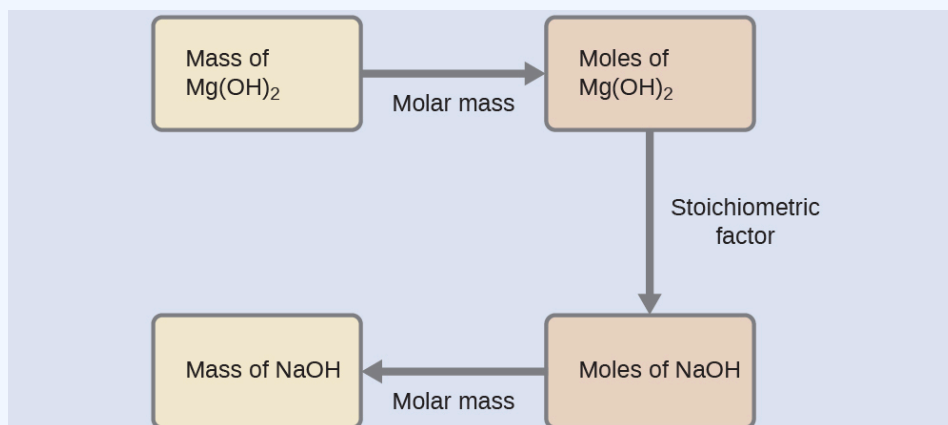 Mass of
Mg(OH)₂
Molar mass
Moles of
Mg(OH)₂
Stoichiometric
factor
Mass of NaOH
Molar mass
Moles of NaOH